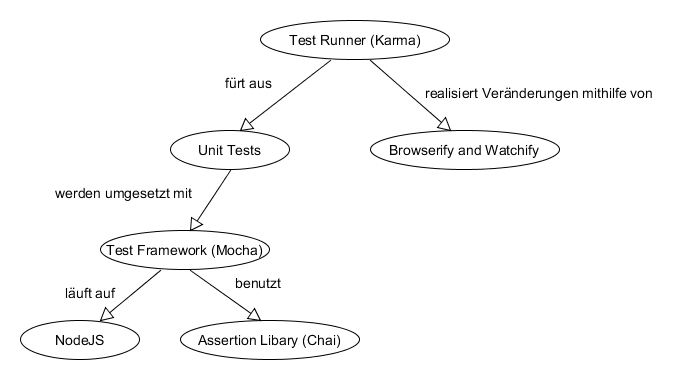 Test Runner (Karma)
fürt aus
realisiert Veränderungen mithilfe von
Unit Tests
Browserify and Watchify
werden umgesetzt mit
Test Framework (Mocha)
läuft auf
benutzt
NodeJS
Assertion Libary (Chai)